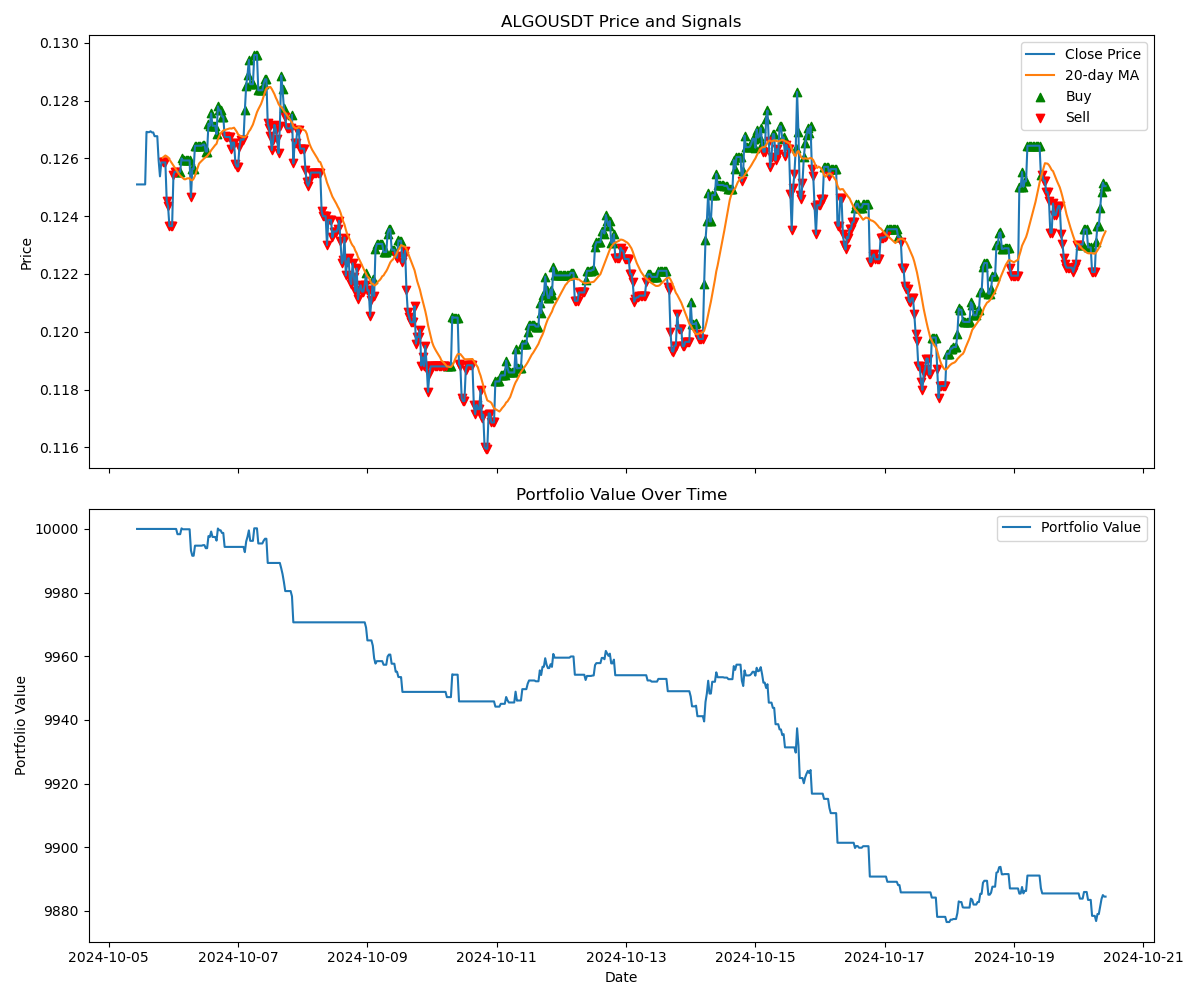 ALGOUSDT Price and Signals
0.130
0.128
0.126
0.124
0.122
0.120
0.118
0.116
Price
Close Price
20-day MA
Buy
Sell
Portfolio Value Over Time
10000
9980
9960
9940
9920
9900
9880
Portfolio Value
Portfolio Value
2024-10-05
2024-10-07
2024-10-09
2024-10-11
2024-10-13
2024-10-15
2024-10-17
2024-10-19
2024-10-21
Date